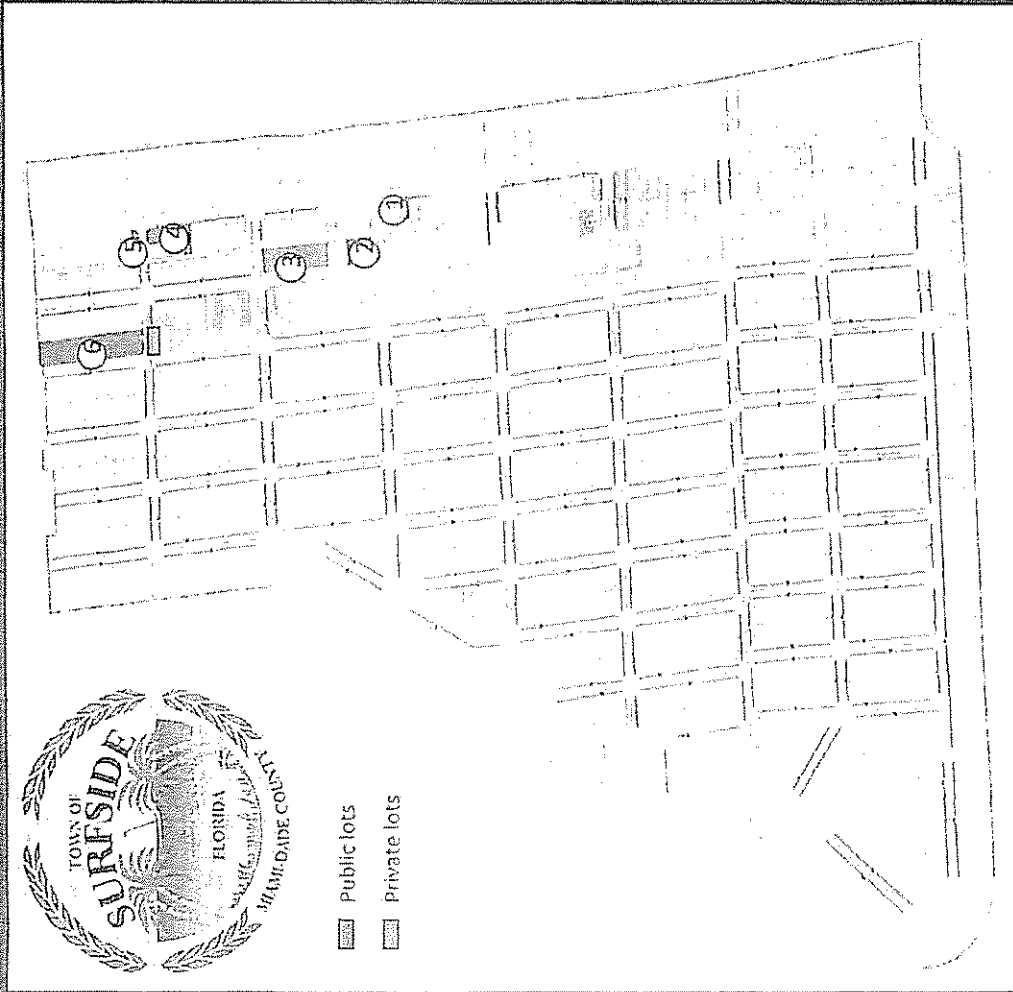 TOWN OF
SURFSIDE
FLORIDA
MIAMI-DADE COUNTY
Public lots
Private lots
6
5
4
3
2
1